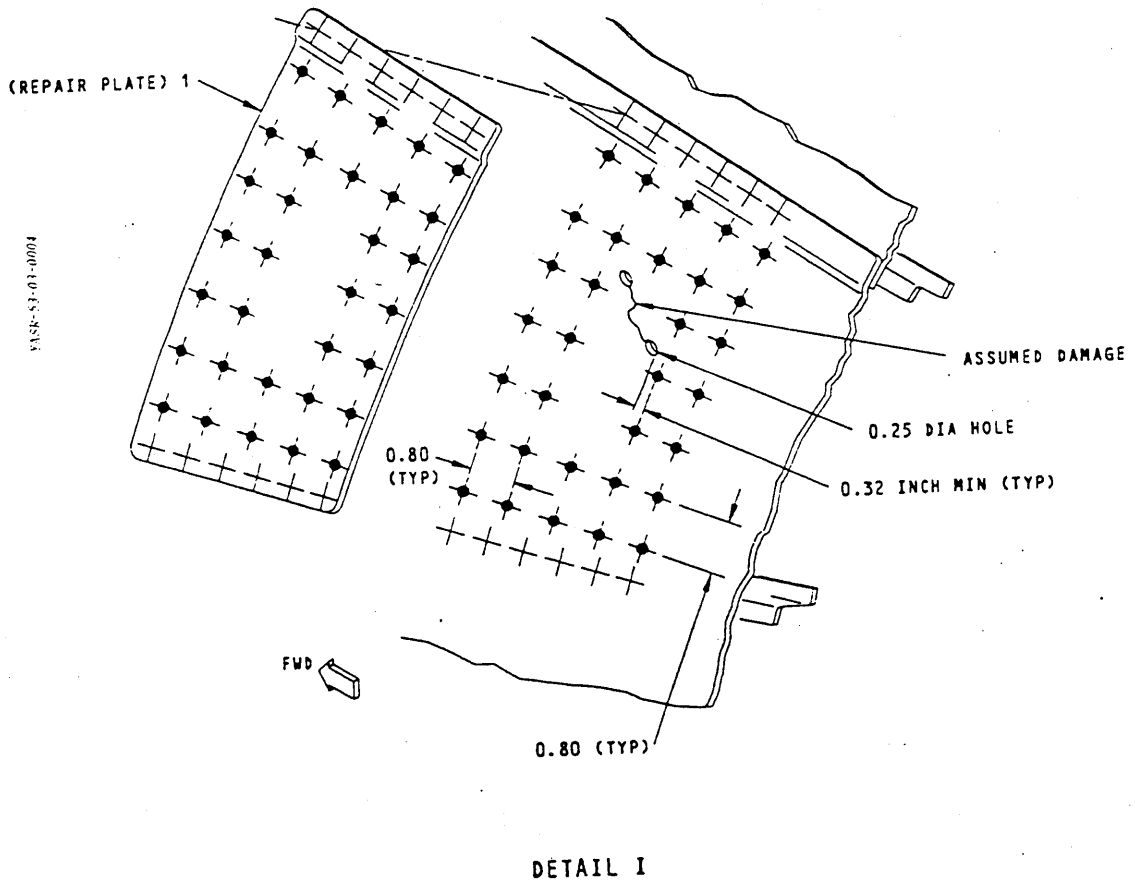 (REPAIR PLATE) 1
ASSUMED DAMAGE
0.25 DIA HOLE
0.80
(TYP)
0.32 INCH MIN (TYP)
FWD
0.80 (TYP)
DETAIL I